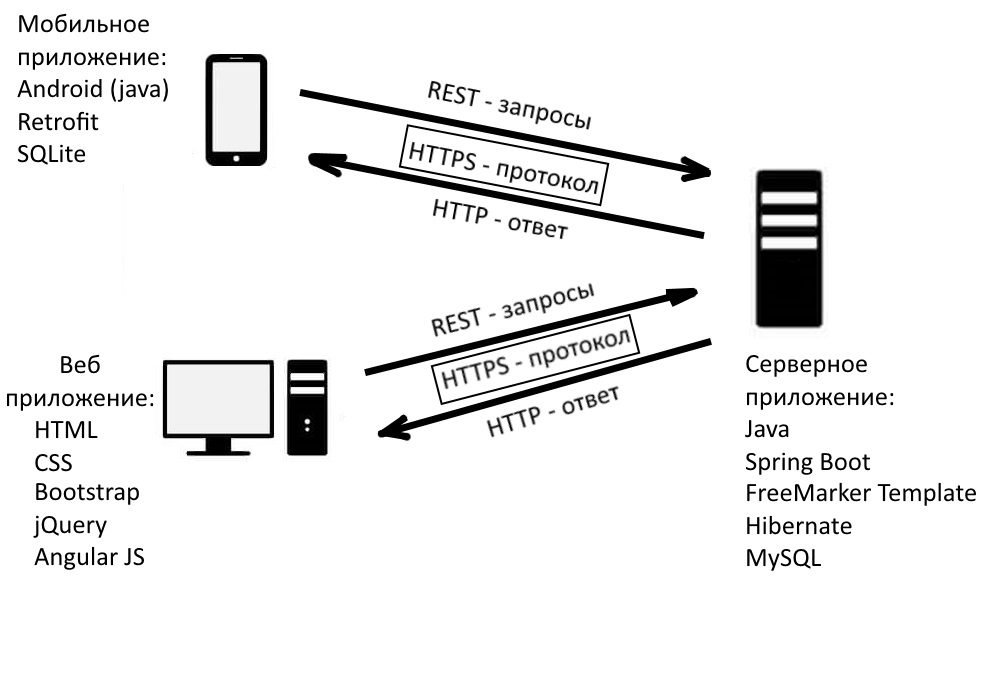 Мобильное
приложение:
Android (java)
Retrofit
SQLite
REST - запросы
HTTPS - протокол
HTTP - ответ
REST - запросы
HTTPS - протокол
HTTP - ответ
Веб
приложение:
HTML
CSS
Bootstrap
jQuery
Angular JS
Серверное
приложение:
Java
Spring Boot
FreeMarker Template
Hibernate
MySQL